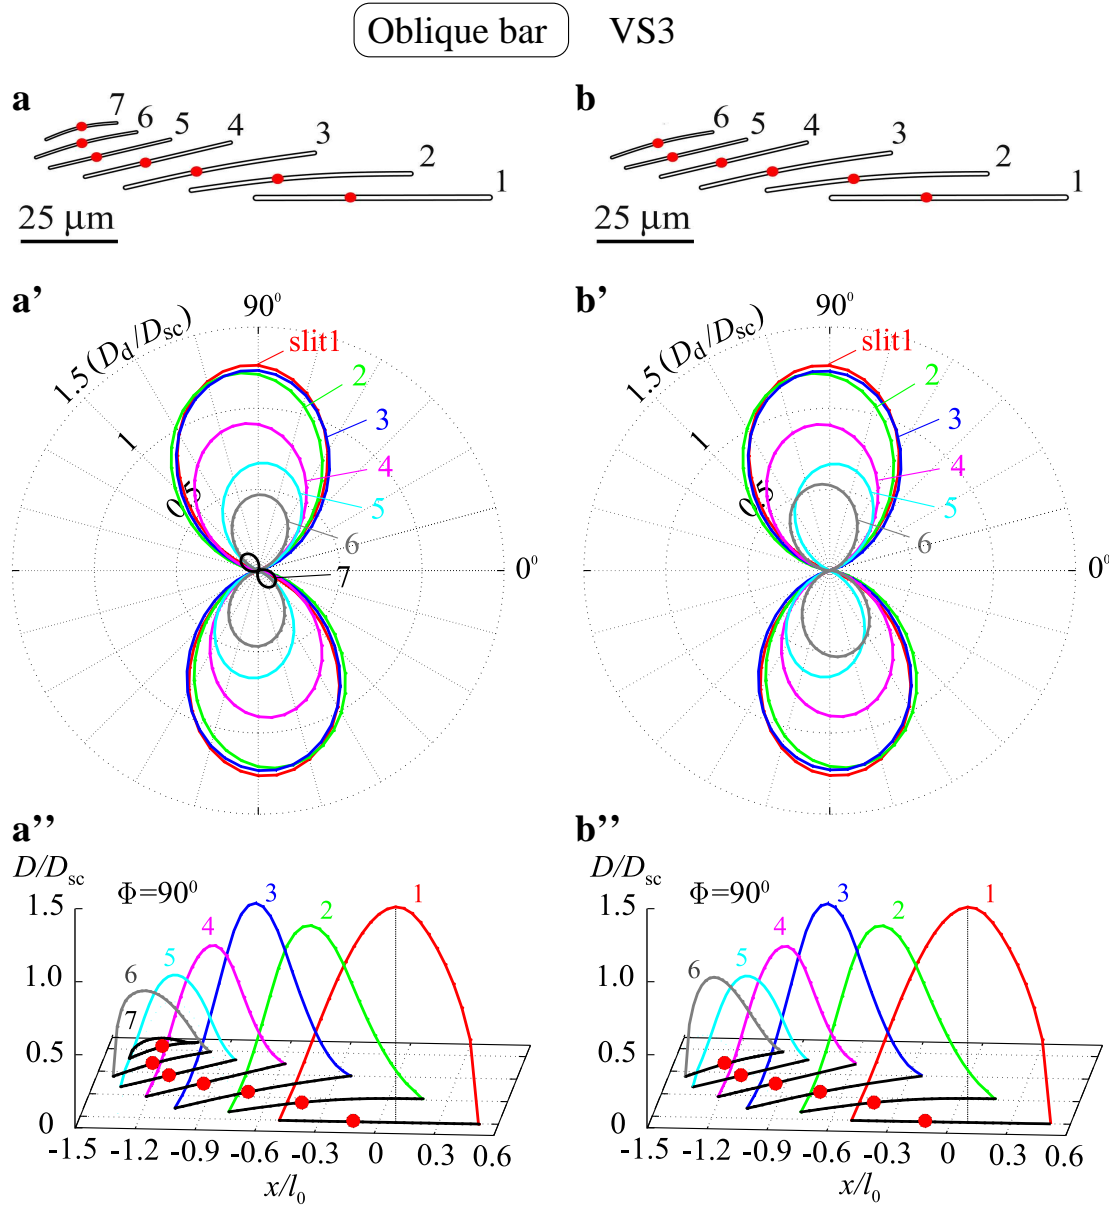 Oblique bar VS3
a
7 6 5 4 3 2 1
25 µm
b
6 5 4 3 2 1
25 µm
a’
90⁰
1.5 (Dd/Dsc)
1
0.5
slit1
2
3
4
5
6
7
0⁰
b’
90⁰
1.5 (Dd/Dsc)
1
0.5
slit1
2
3
4
5
6
0⁰
a’’
D/Dsc
Φ=90⁰
1.5
1.0
0.5
0
7 6 5 4 3 2 1
-1.5 -1.2 -0.9 -0.6 -0.3 0 0.3 0.6
x/l0
b’’
D/Dsc
Φ=90⁰
1.5
1.0
0.5
0
6 5 4 3 2 1
-1.5 -1.2 -0.9 -0.6 -0.3 0 0.3 0.6
x/l0